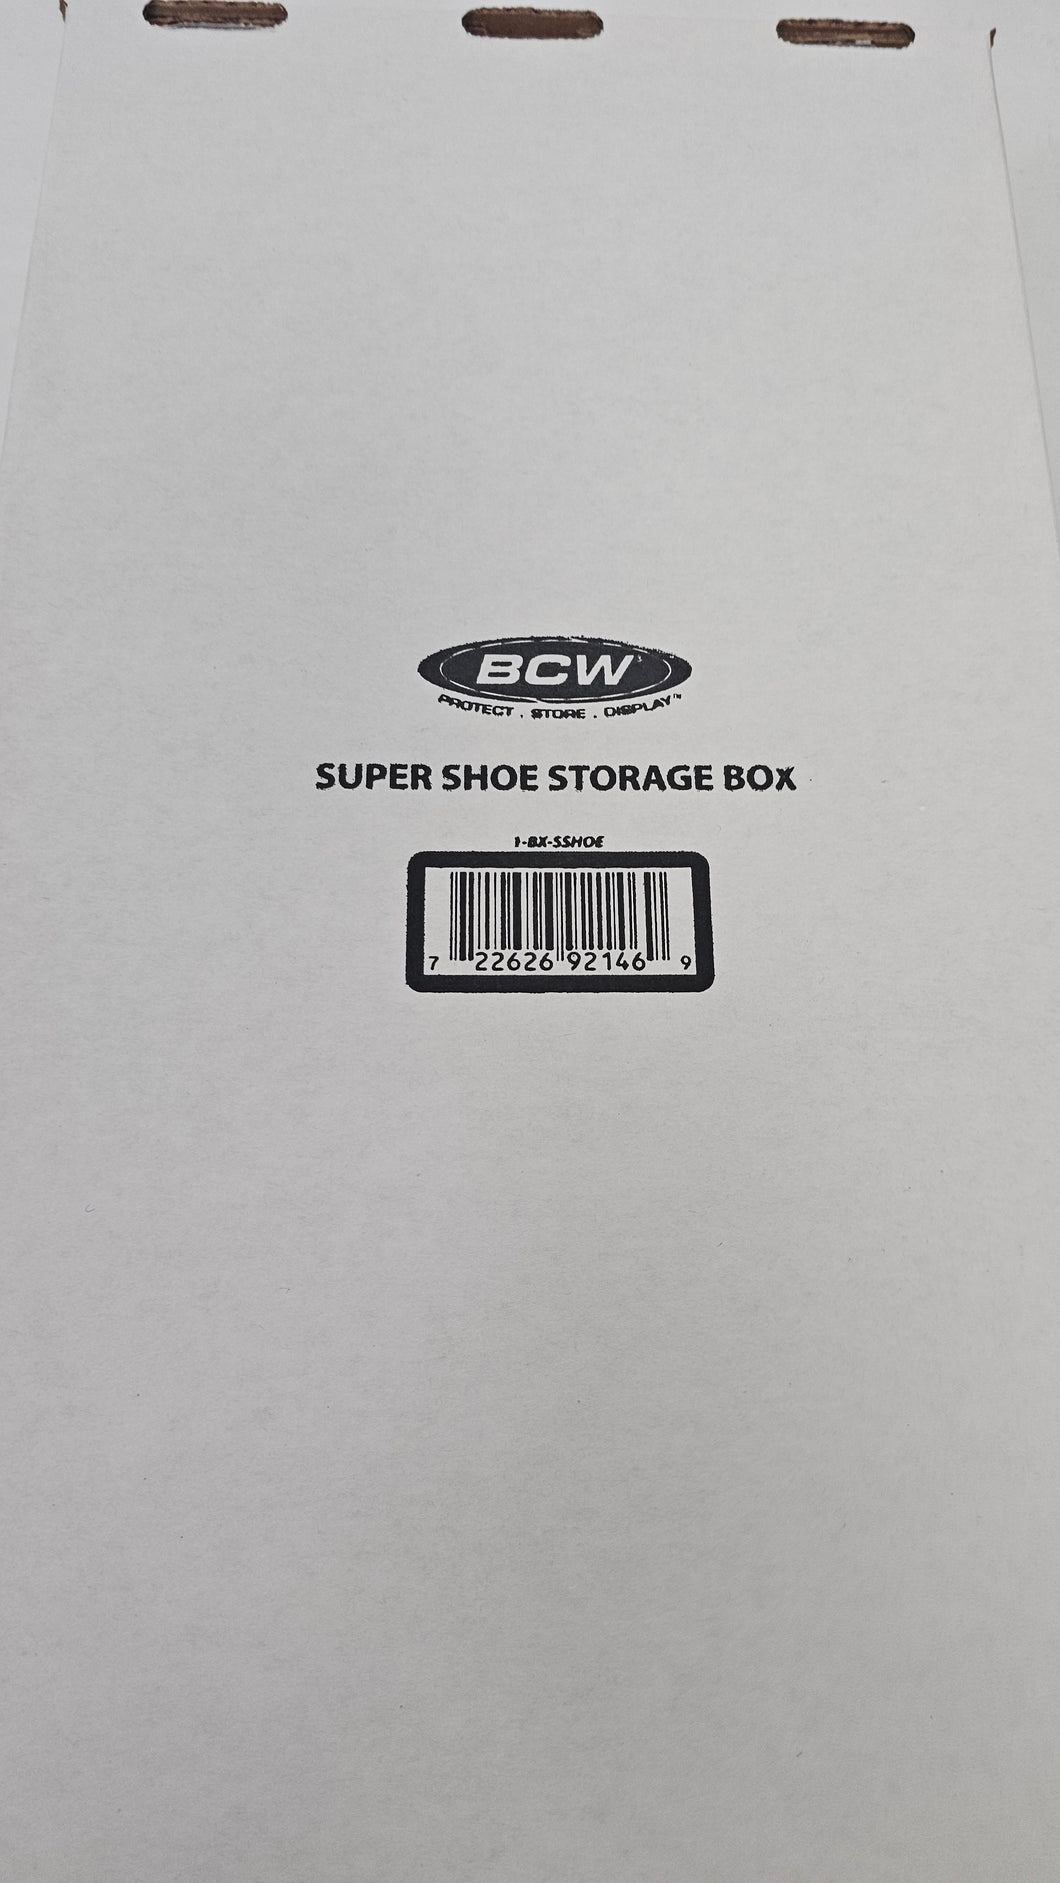 BCW
PROTECT . STORE . DISPLAY™
SUPER SHOE STORAGE BOX
1-BX-SSHOE
7 22626 92146 9